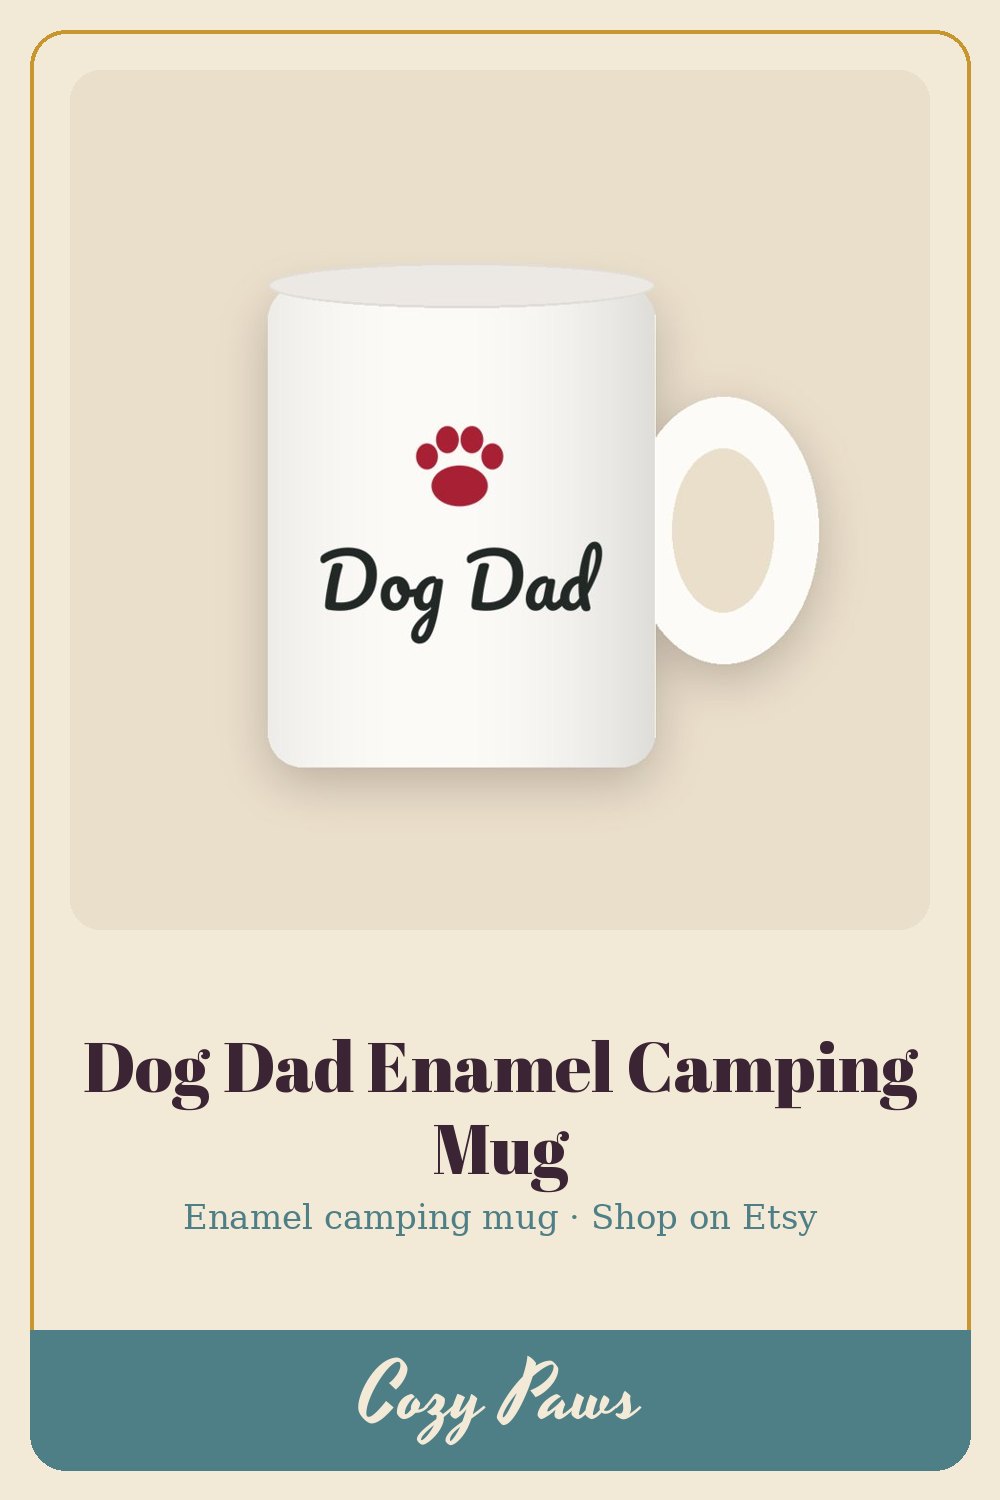 Dog Dad
Dog Dad Enamel Camping
Mug
Enamel camping mug · Shop on Etsy
Cozy Paws